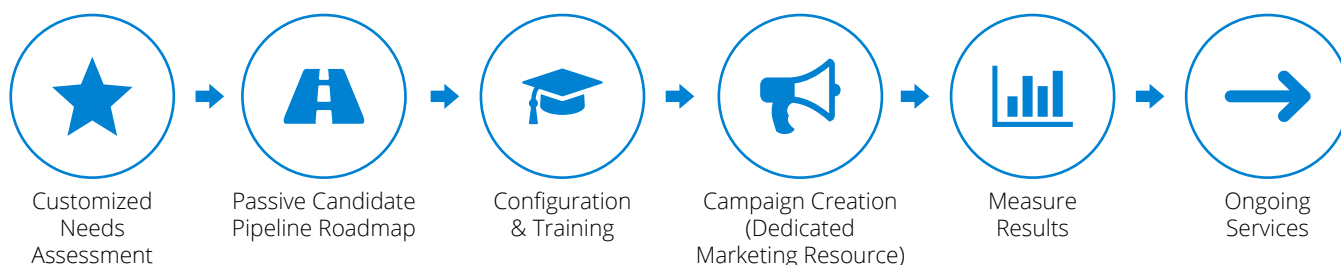 Customized
Needs
Assessment
Passive Candidate
Pipeline Roadmap
Configuration
& Training
Campaign Creation
(Dedicated
Marketing Resource)
Measure
Results
Ongoing
Services